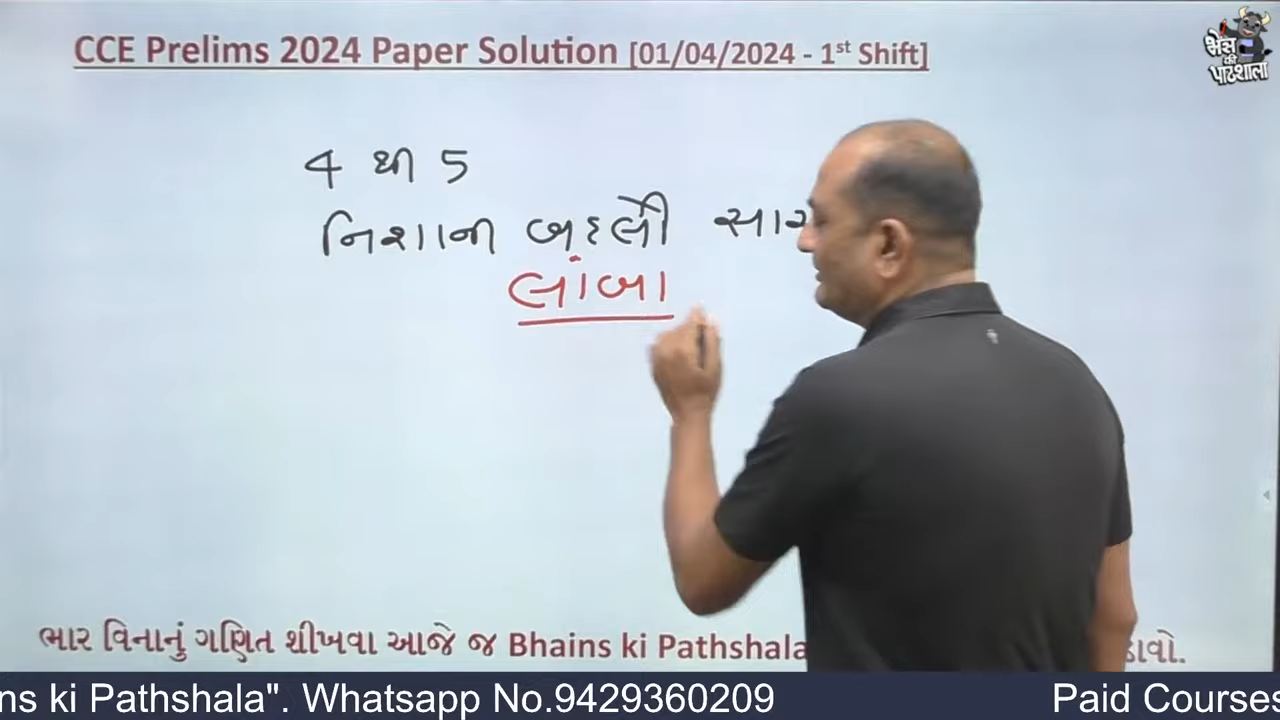 CCE Prelims 2024 Paper Solution [01/04/2024 - 1st Shift]
भैंस
की
पाठशाला
4 થી 5
નિશાની બદલી
લાંબા
ભાર વિનાનું ગણિત શીખવા આજે જ Bhains ki Pathshala
ns ki Pathshala". Whatsapp No.9429360209 Paid Courses